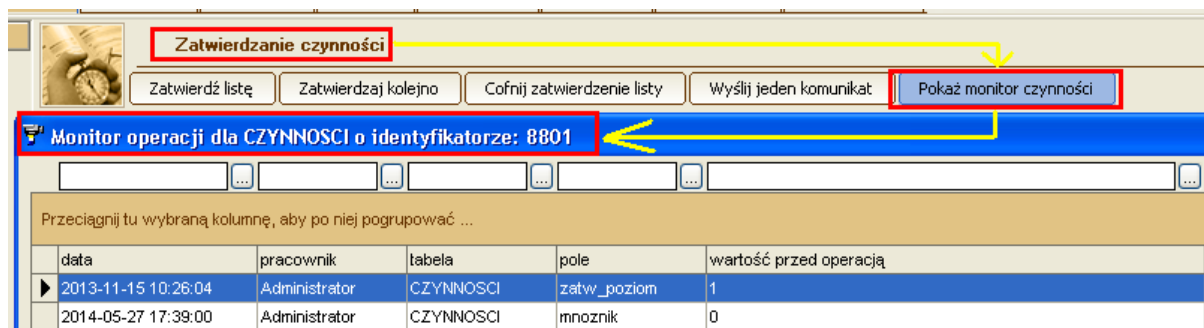 Zatwierdzanie czynności
Zatwierdź listę Zatwierdzaj kolejno Cofnij zatwierdzenie listy Wyślij jeden komunikat Pokaż monitor czynności
Monitor operacji dla CZYNNOSCI o identyfikatorze: 8801
... ... ... ... ...
Przeciągnij tu wybraną kolumnę, aby po niej pogrupować ...
data pracownik tabela pole wartość przed operacją
2013-11-15 10:26:04 Administrator CZYNNOSCI zatw_poziom 1
2014-05-27 17:39:00 Administrator CZYNNOSCI mnoznik 0